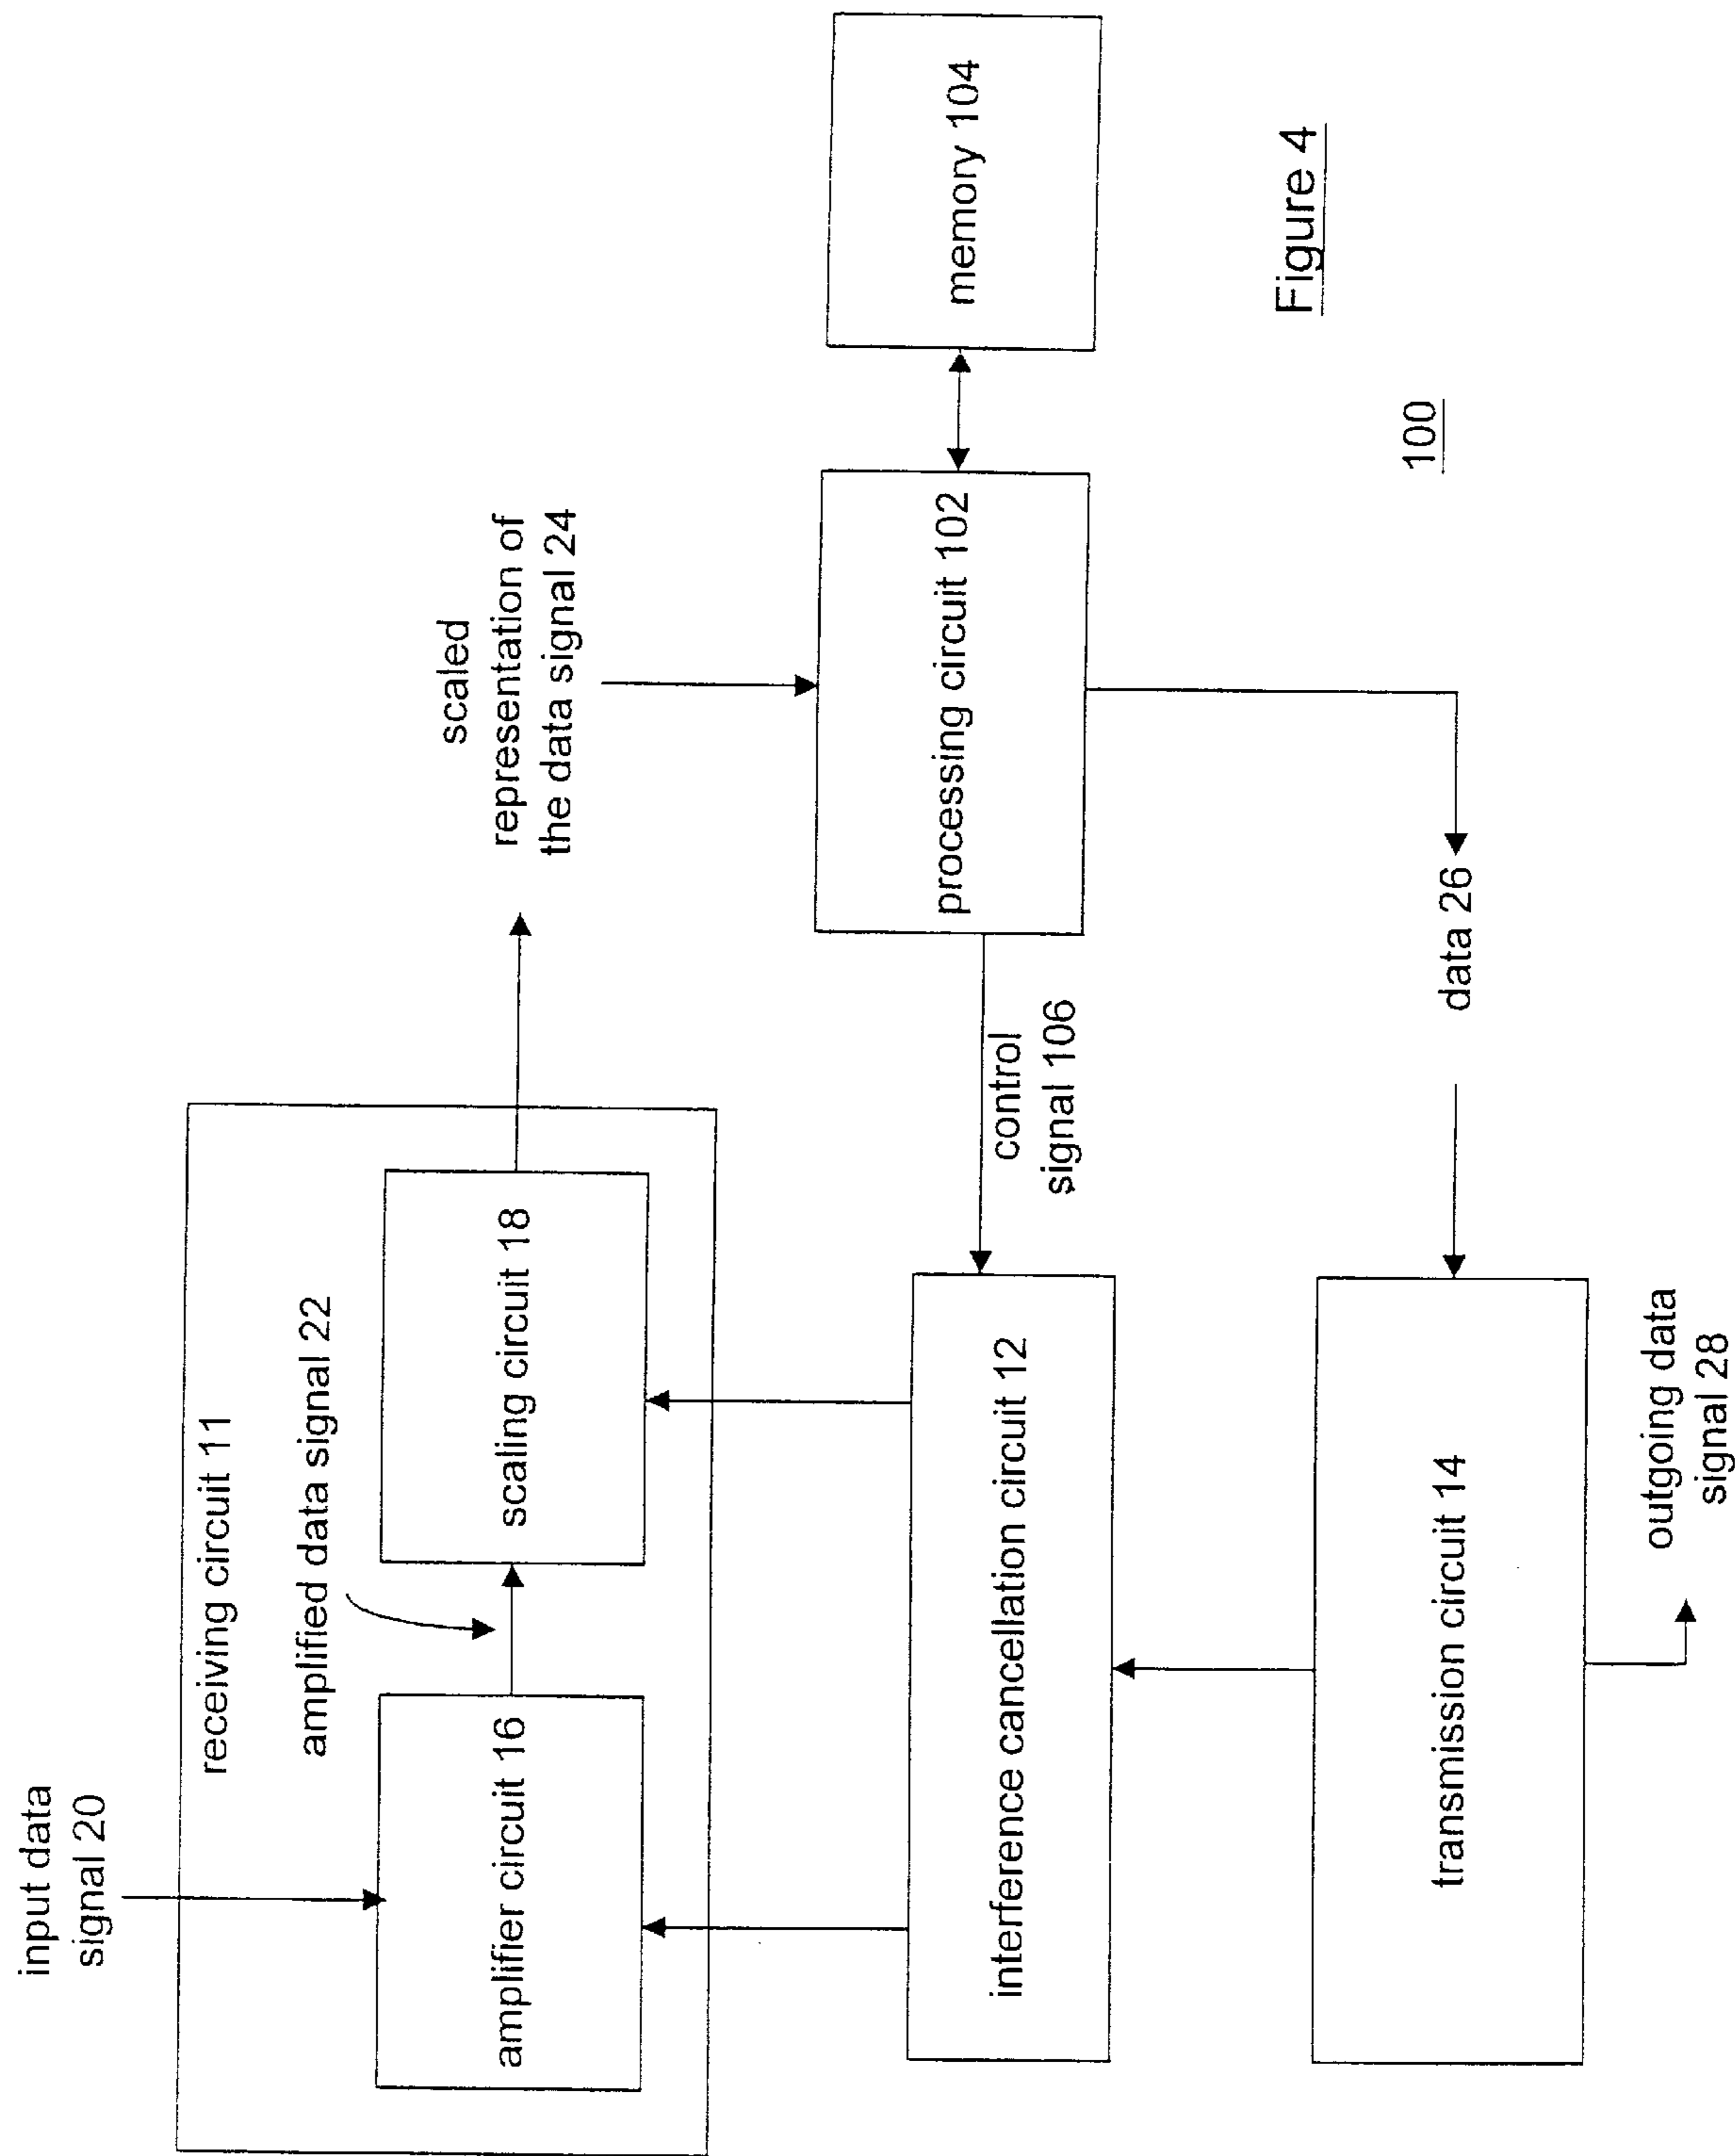 input data
signal 20
receiving circuit 11
amplified data signal 22
amplifier circuit 16
scaling circuit 18
scaled
representation of
the data signal 24
interference cancellation circuit 12
control
signal 106
processing circuit 102
memory 104
transmission circuit 14
data 26
outgoing data
signal 28
100
Figure 4